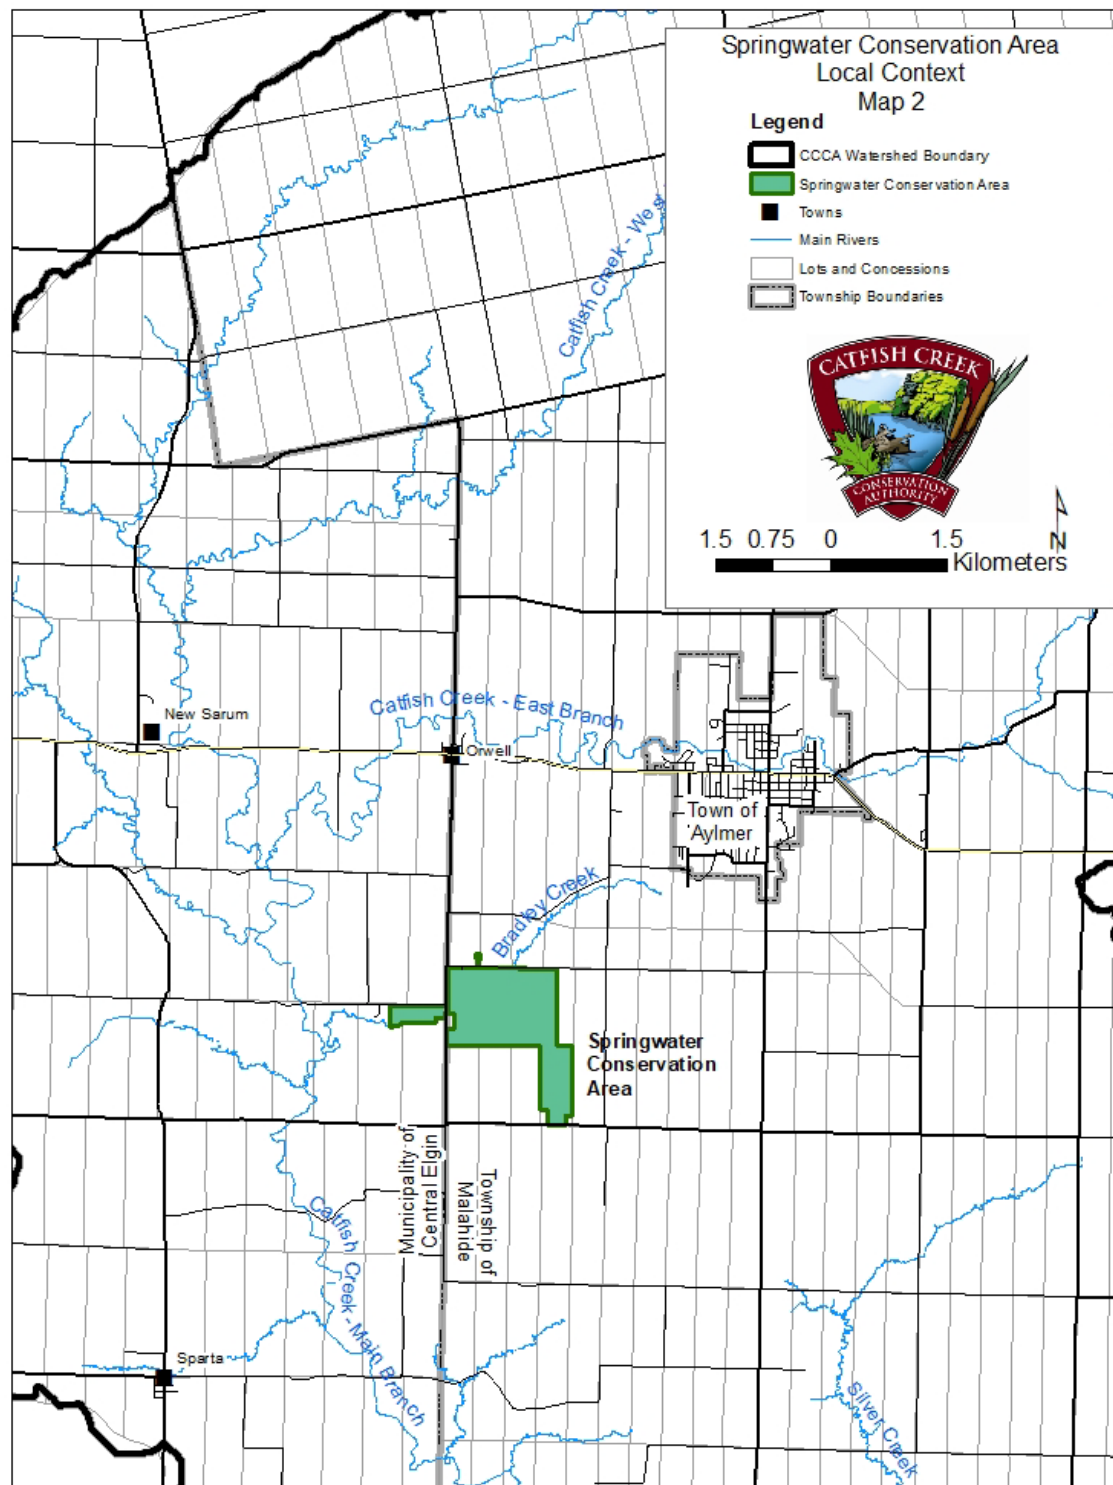 Springwater Conservation Area
Local Context
Map 2
Legend
CCCA Watershed Boundary
Springwater Conservation Area
Towns
Main Rivers
Lots and Concessions
Township Boundaries
CATFISH CREEK
CONSERVATION
AUTHORITY
1.5 0.75 0 1.5
Kilometers
N
Catfish Creek - West
New Sarum
Catfish Creek - East Branch
Orwell
Town of
Aylmer
Bradley Creek
Springwater
Conservation
Area
Municipality of
Central Elgin
Township of
Malahide
Catfish Creek - Main Branch
Sparta
Silver Creek